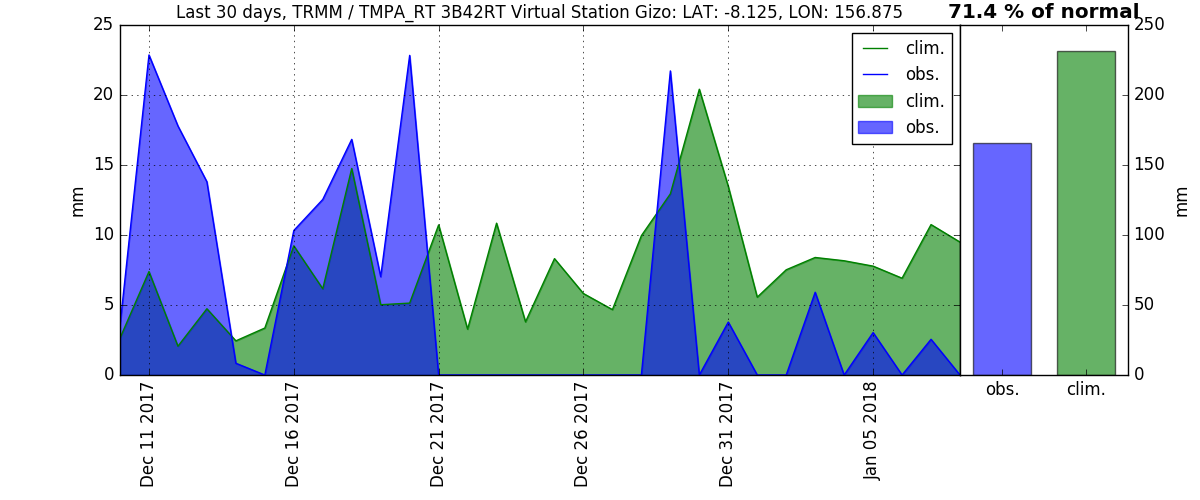 Last 30 days, TRMM / TMPA_RT 3B42RT Virtual Station Gizo: LAT: -8.125, LON: 156.875
71.4 % of normal
25
20
15
10
5
0
mm
clim.
obs.
clim.
obs.
250
200
150
100
50
0
mm
obs.
clim.
Dec 11 2017
Dec 16 2017
Dec 21 2017
Dec 26 2017
Dec 31 2017
Jan 05 2018